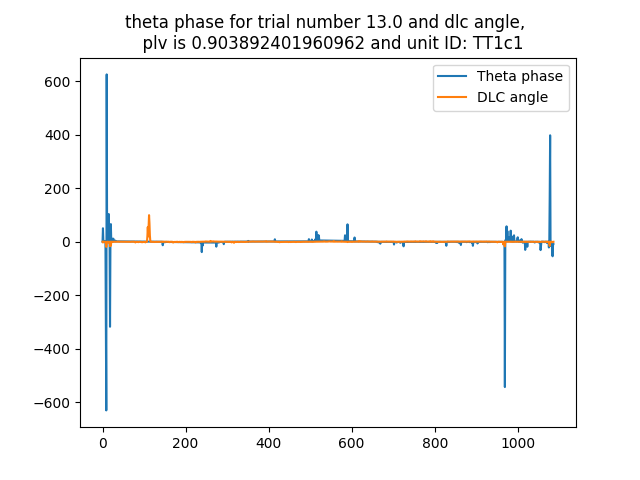 theta phase for trial number 13.0 and dlc angle,
plv is 0.903892401960962 and unit ID: TT1c1
Theta phase
DLC angle
600
400
200
0
−200
−400
−600
0 200 400 600 800 1000